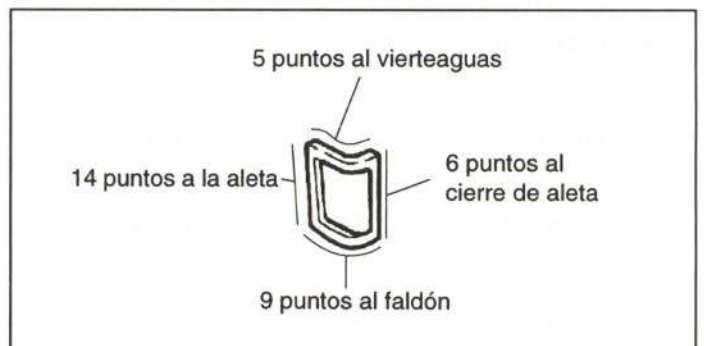 5 puntos al vierteaguas
14 puntos a la aleta
6 puntos al
cierre de aleta
9 puntos al faldón